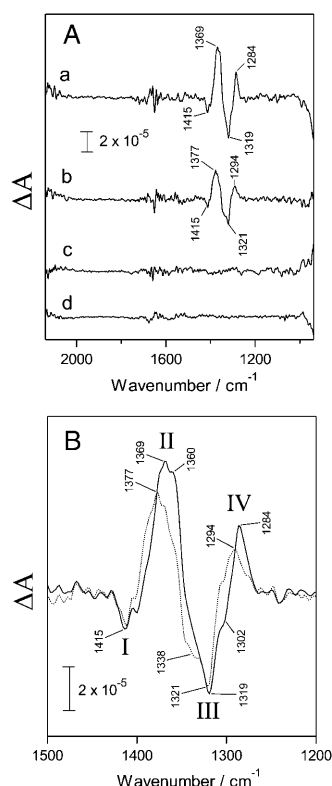 A
1369
1284
a
1415
1319
2 x 10-5
1377
1294
b
1415
1321
c
d
ΔA
2000 1600 1200
Wavenumber / cm-1
B
II
1369
1360
1377
IV
1284
1294
ΔA
1415
I
1302
1338
2 x 10-5
1321
1319
III
1500 1400 1300 1200
Wavenumber / cm-1